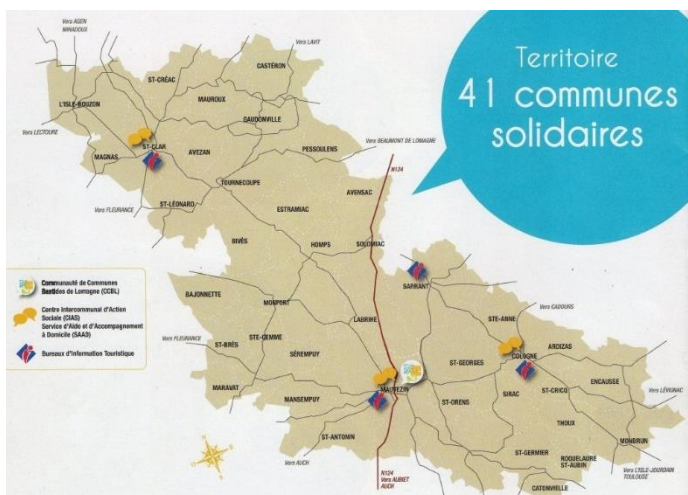 Territoire
41 communes
solidaires
Vers AGEN
MIRADOUX
Vers LAVIT
CASTÉRON
ST-CRÉAC
L'ISLE-BOUZON
MAUROUX
GAUDONVILLE
Vers LECTOURE
ST-CLAR
AVEZAN
PESSOULENS
Vers BEAUMONT DE LOMAGNE
MAGNAS
N124
TOURNECOUPE
AVENSAC
ST-LÉONARD
Vers FLEURANCE
ESTRAMIAC
BIVÈS
HOMPS
SOLOMIAC
SARRANT
Communauté de Communes
Bastides de Lomagne (CCBL)
Centre Intercommunal d'Action
Sociale (CIAS)
Service d'Aide et d'Accompagnement
à Domicile (SAAD)
Bureaux d'Information Touristique
BAJONNETTE
MONFORT
LABRIHE
STE-ANNE
Vers CADOURS
Vers FLEURANCE
ST-BRÈS
STE-GEMME
SÉREMPUY
ST-GEORGES
COLOGNE
ARDIZAS
MARAVAT
MANSEMPUY
MAUVEZIN
ST-ORENS
SIRAC
ST-CRICQ
ENCAUSSE
Vers LÉVIGNAC
THOUX
ST-ANTONIN
MONBRUN
ST-GERMIER
ROQUELAURE
ST-AUBIN
Vers AUCH
N124
Vers AUBIET
AUCH
CATONVIELLE
Vers L'ISLE-JOURDAIN
TOULOUSE